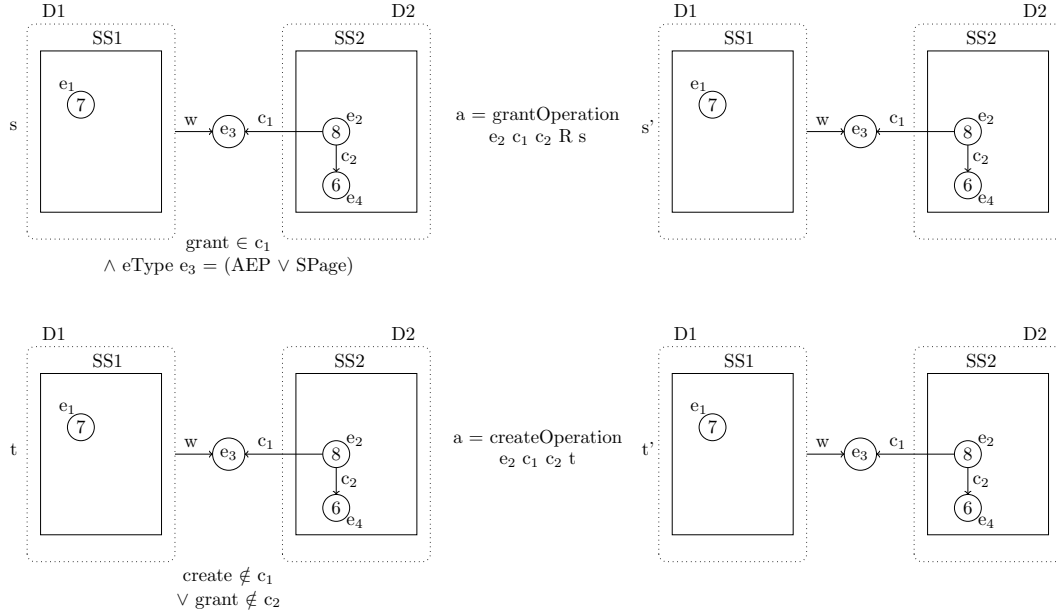 D1 D2 D1 D2
SS1 SS2 SS1 SS2
e₁ e₁
7 7
s w e₃ c₁ 8 e₂ a = grantOperation s' w e₃ c₁ 8 e₂
e₂ c₁ c₂ R s
c₂ c₂
6 6
e₄ e₄
grant ∈ c₁
∧ eType e₃ = (AEP ∨ SPage)
D1 D2 D1 D2
SS1 SS2 SS1 SS2
e₁ e₁
7 7
t w e₃ c₁ 8 e₂ a = createOperation t' w e₃ c₁ 8 e₂
e₂ c₁ c₂ t
c₂ c₂
6 6
e₄ e₄
create ∉ c₁
∨ grant ∉ c₂